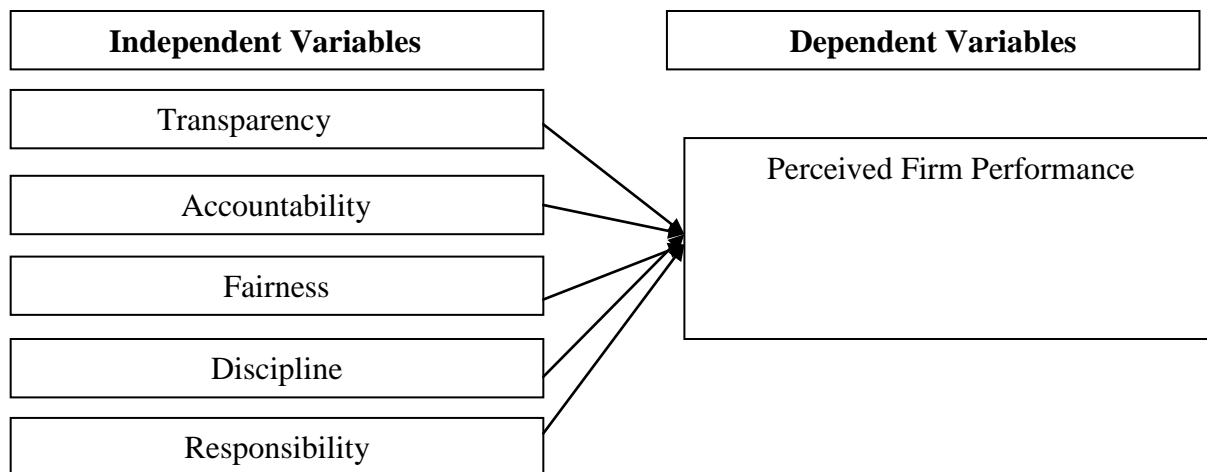 Independent Variables
Dependent Variables
Transparency
Perceived Firm Performance
Accountability
Fairness
Discipline
Responsibility